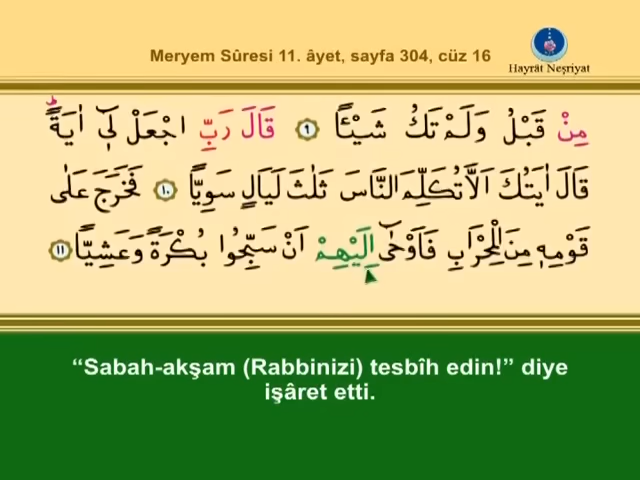 Meryem Sûresi 11. âyet, sayfa 304, cüz 16
Hayrât Neşriyat
مِنْ قَبْلُ وَلَمْ تَكُ شَيْـًٔا ﴿٩﴾ قَالَ رَبِّ اجْعَلْ ل۪ٓي اٰيَةًۜ
قَالَ اٰيَتُكَ اَلَّا تُكَلِّمَ النَّاسَ ثَلٰثَ لَيَالٍ سَوِيًّا ﴿١٠﴾ فَخَرَجَ عَلٰى
قَوْمِه۪ مِنَ الْمِحْرَابِ فَاَوْحٰٓى اِلَيْهِمْ اَنْ سَبِّحُوا بُكْرَةً وَعَشِيًّا ﴿١١﴾
“Sabah-akşam (Rabbinizi) tesbîh edin!” diye
işâret etti.